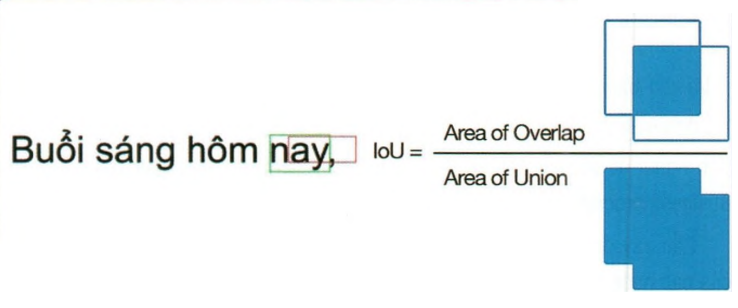 Buổi sáng hôm nay,
IoU =
Area of Overlap
Area of Union